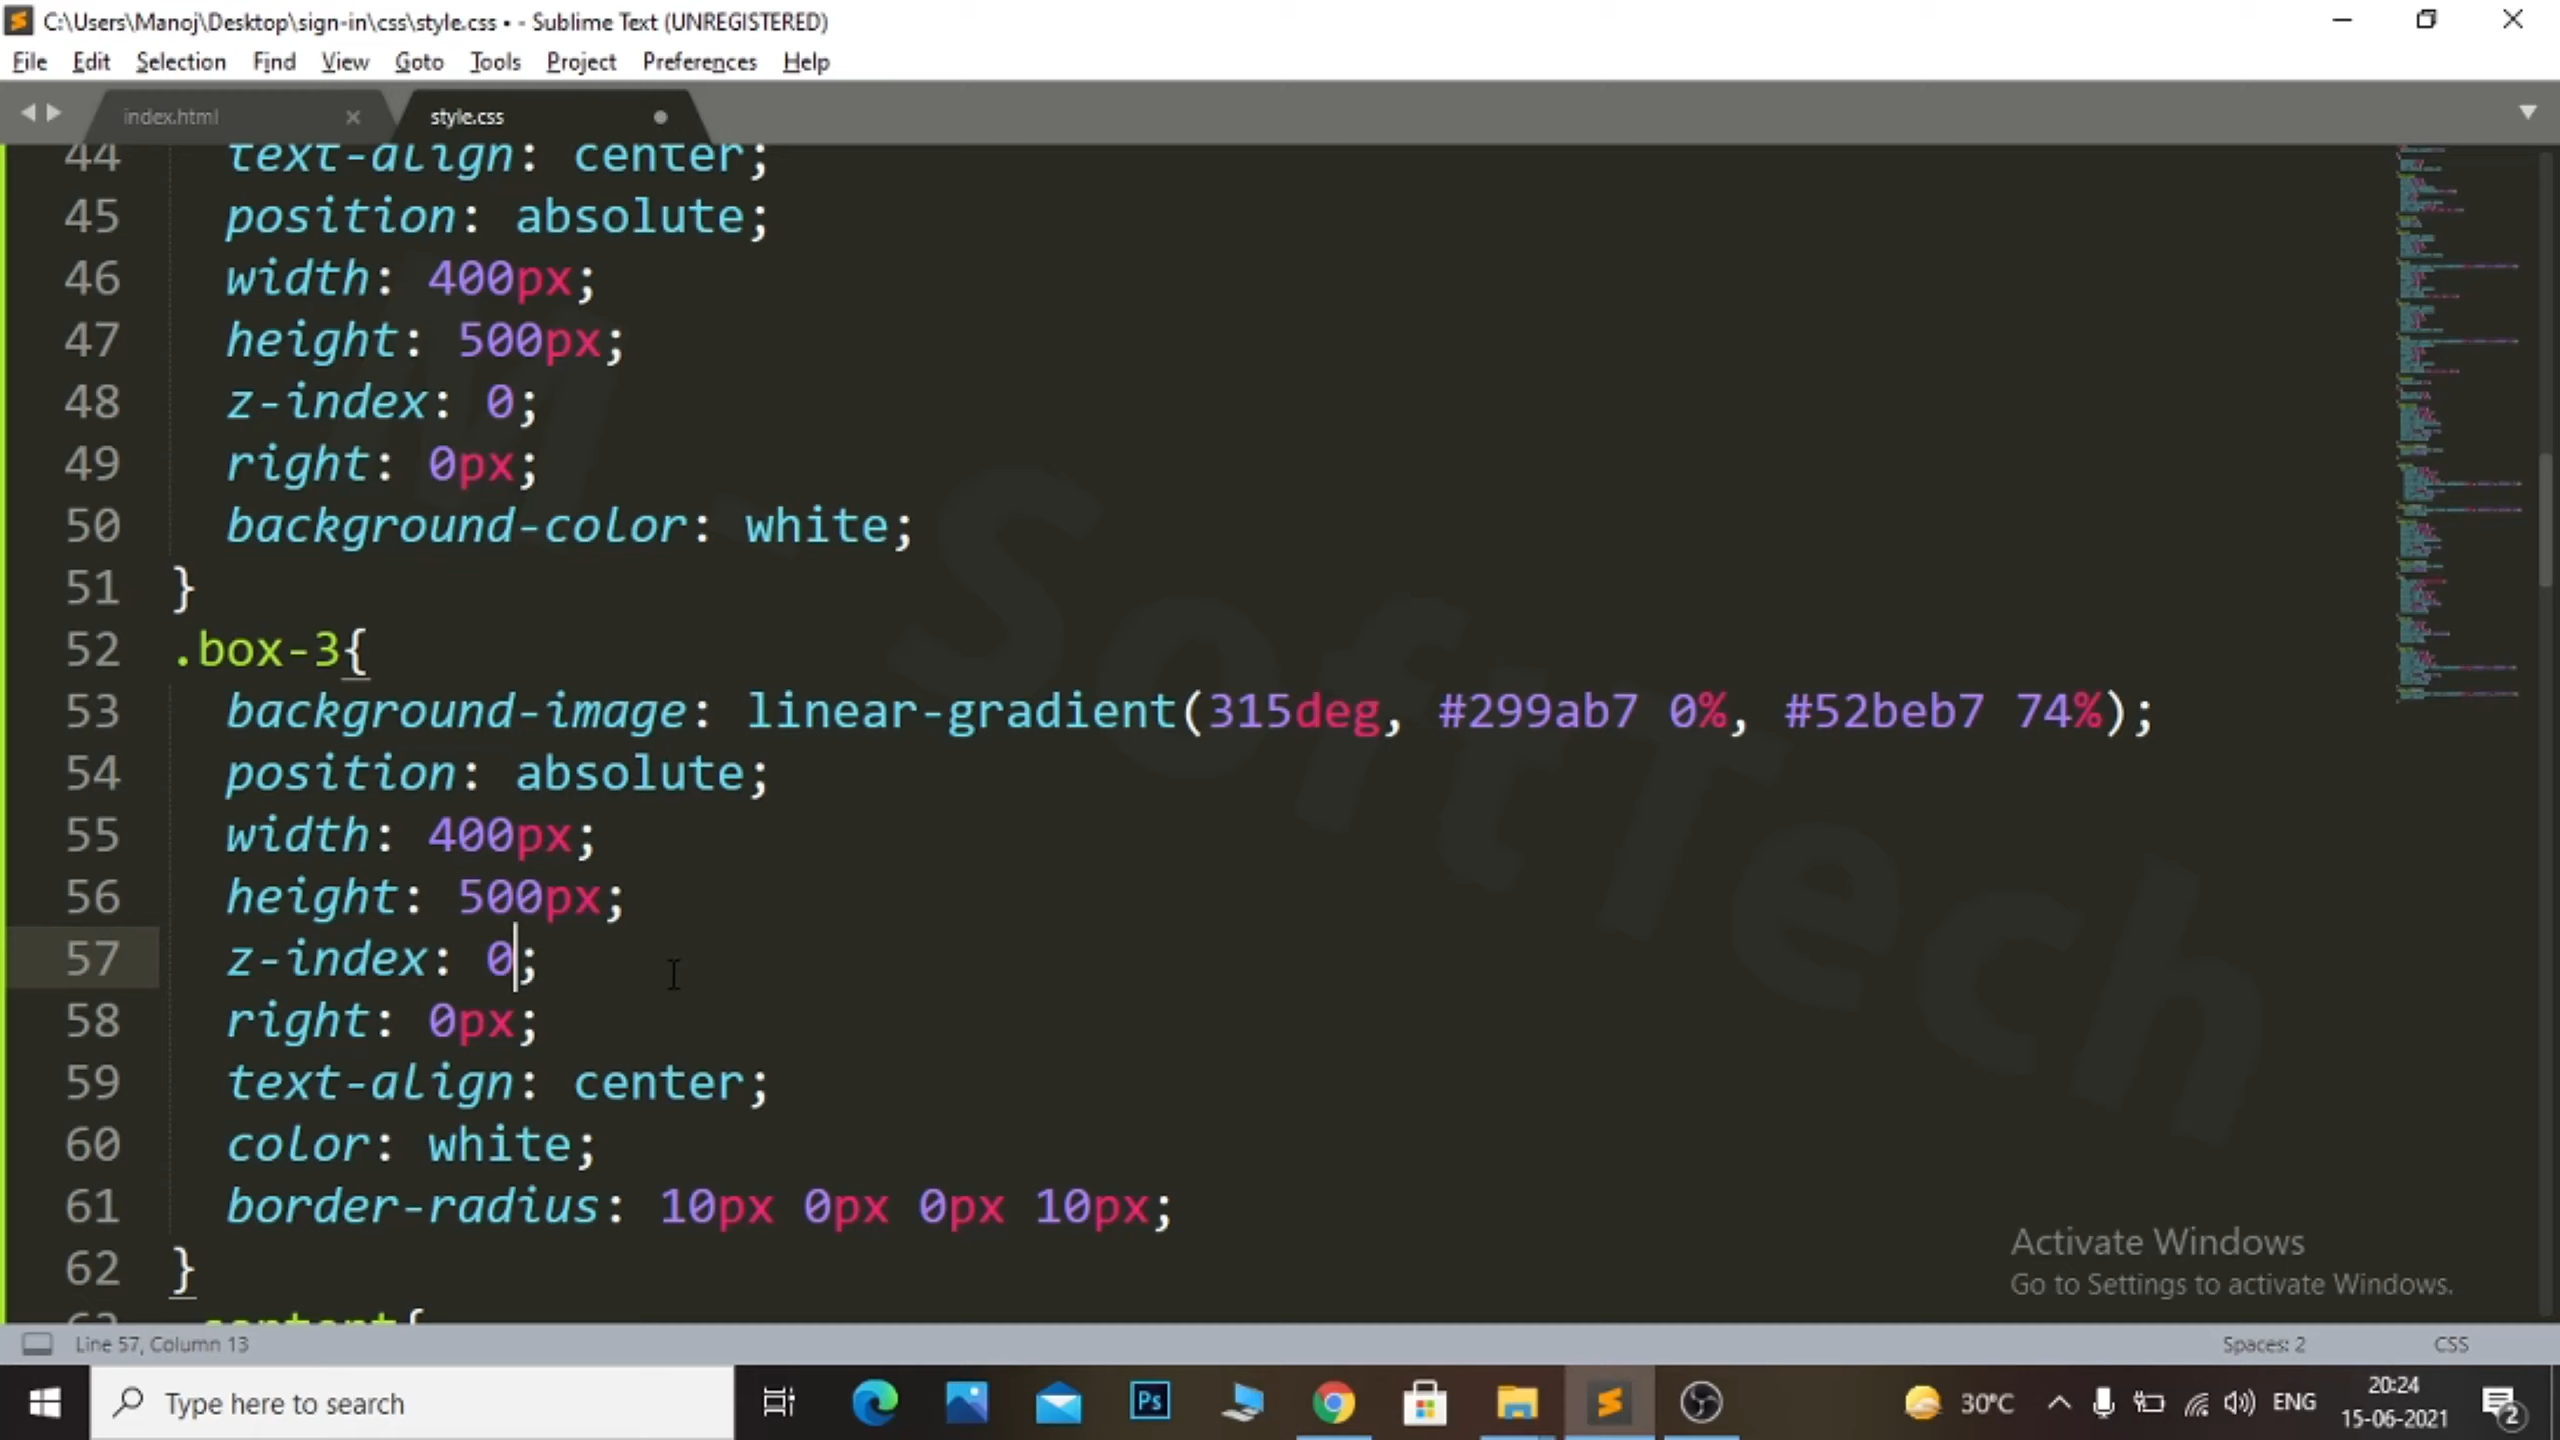 C:\Users\Manoj\Desktop\sign-in\css\style.css • - Sublime Text (UNREGISTERED)
File Edit Selection Find View Goto Tools Project Preferences Help
index.html × style.css
44 text-align: center;
45 position: absolute;
46 width: 400px;
47 height: 500px;
48 z-index: 0;
49 right: 0px;
50 background-color: white;
51 }
52 .box-3{
53 background-image: linear-gradient(315deg, #299ab7 0%, #52beb7 74%);
54 position: absolute;
55 width: 400px;
56 height: 500px;
57 z-index: 0;
58 right: 0px;
59 text-align: center;
60 color: white;
61 border-radius: 10px 0px 0px 10px;
62 }
M - SoftTech
Activate Windows
Go to Settings to activate Windows.
Line 57, Column 13 Spaces: 2 CSS
Type here to search Ps 30°C ENG 20:24
15-06-2021 2